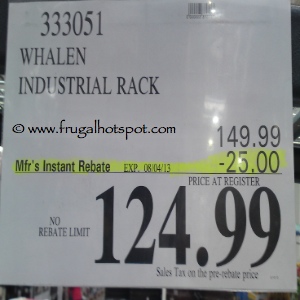 333051
WHALEN
INDUSTRIAL RACK
© www.frugalhotspot.com
149.99
Mfr's Instant Rebate EXP. 08/04/13 -25.00
PRICE AT REGISTER
NO
REBATE LIMIT
124.99
Sales Tax on the pre-rebate price